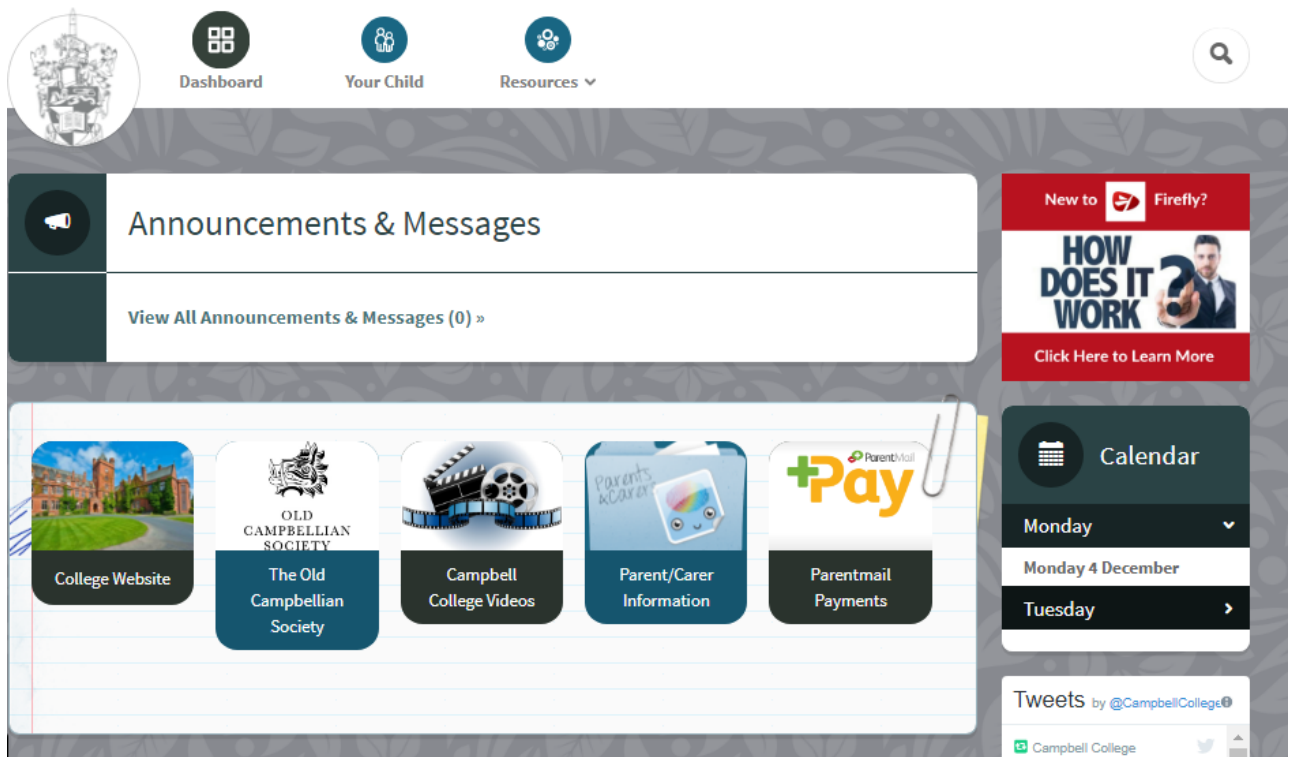 Dashboard
Your Child
Resources
Announcements & Messages
View All Announcements & Messages (0) »
New to Firefly?
HOW
DOES IT
WORK
?
Click Here to Learn More
OLD
CAMPBELLIAN
SOCIETY
Parents
&Carer
ParentMail
+Pay
College Website
The Old
Campbellian
Society
Campbell
College Videos
Parent/Carer
Information
Parentmail
Payments
Calendar
Monday
Monday 4 December
Tuesday
Tweets by @CampbellCollege
Campbell College